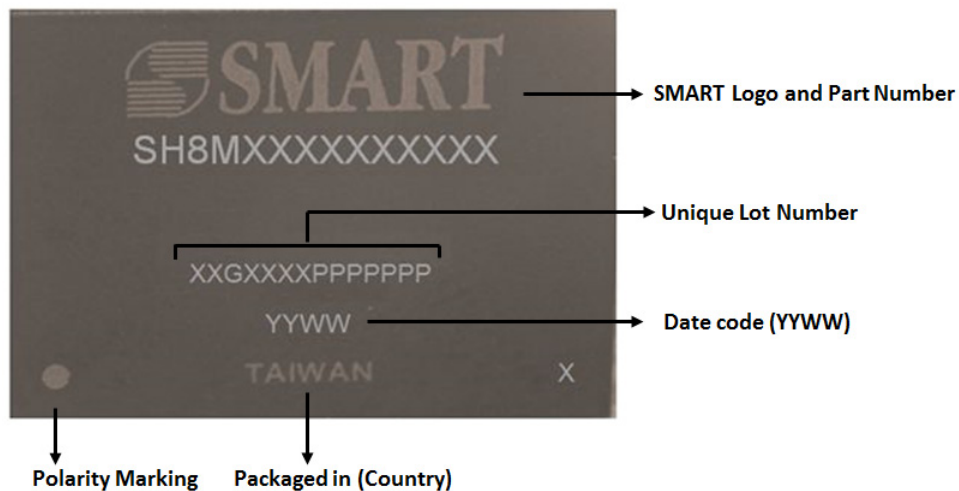 SMART
SMART Logo and Part Number
SH8MXXXXXXXXXX
Unique Lot Number
XXGXXXXPPPPPPP
YYWW
Date code (YYWW)
TAIWAN
X
Polarity Marking
Packaged in (Country)